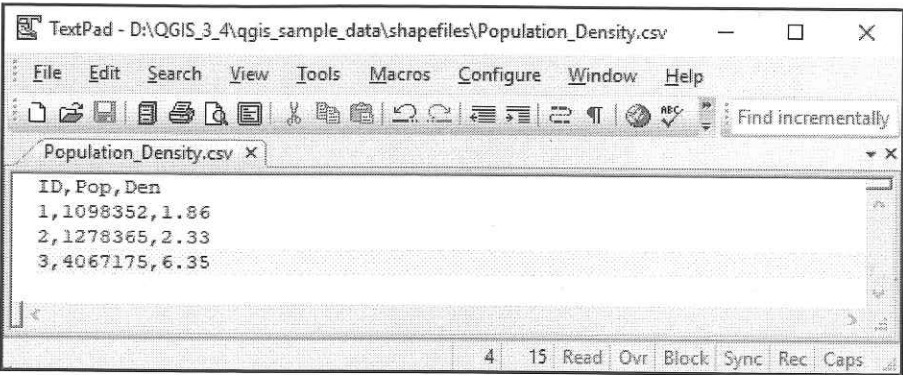 TextPad - D:\QGIS_3_4\qgis_sample_data\shapefiles\Population_Density.csv
File Edit Search View Tools Macros Configure Window Help
ABC
Find incrementally
Population_Density.csv
ID,Pop,Den
1,1098352,1.86
2,1278365,2.33
3,4067175,6.35
4 15 Read Ovr Block Sync Rec Caps